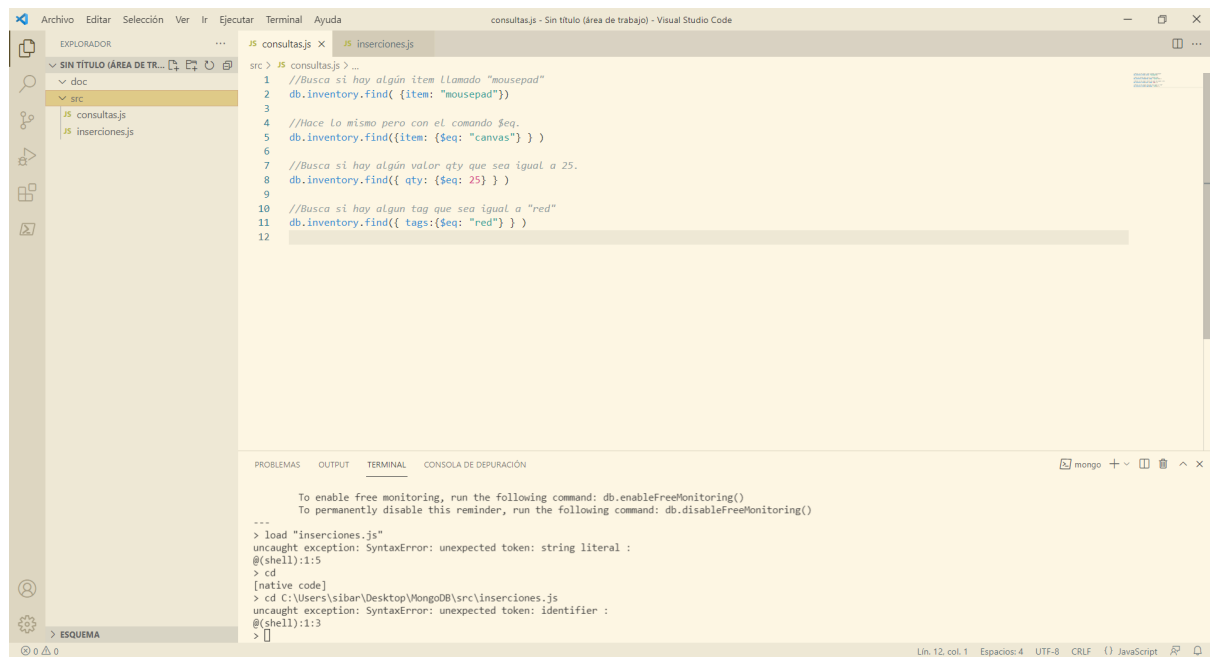 Archivo Editar Selección Ver Ir Ejecutar Terminal Ayuda
consultas.js - Sin título (área de trabajo) - Visual Studio Code
EXPLORADOR
SIN TÍTULO (ÁREA DE TR...
doc
src
JS consultas.js
JS inserciones.js
JS consultas.js
JS inserciones.js
src > JS consultas.js > ...
1 //Busca si hay algún item llamado "mousepad"
2 db.inventory.find( {item: "mousepad"})
3
4 //Hace lo mismo pero con el comando $eq.
5 db.inventory.find({item: {$eq: "canvas"} } )
6
7 //Busca si hay algún valor qty que sea igual a 25.
8 db.inventory.find({ qty: {$eq: 25} } )
9
10 //Busca si hay algun tag que sea igual a "red"
11 db.inventory.find({ tags:{$eq: "red"} } )
12
PROBLEMAS OUTPUT TERMINAL CONSOLA DE DEPURACIÓN
mongo
To enable free monitoring, run the following command: db.enableFreeMonitoring()
To permanently disable this reminder, run the following command: db.disableFreeMonitoring()
---
> load "inserciones.js"
uncaught exception: SyntaxError: unexpected token: string literal :
@(shell):1:5
> cd
[native code]
> cd C:\Users\sibar\Desktop\MongoDB\src\inserciones.js
uncaught exception: SyntaxError: unexpected token: identifier :
@(shell):1:3
>
> ESQUEMA
0 0
Lín. 12, col. 1 Espacios: 4 UTF-8 CRLF {} JavaScript